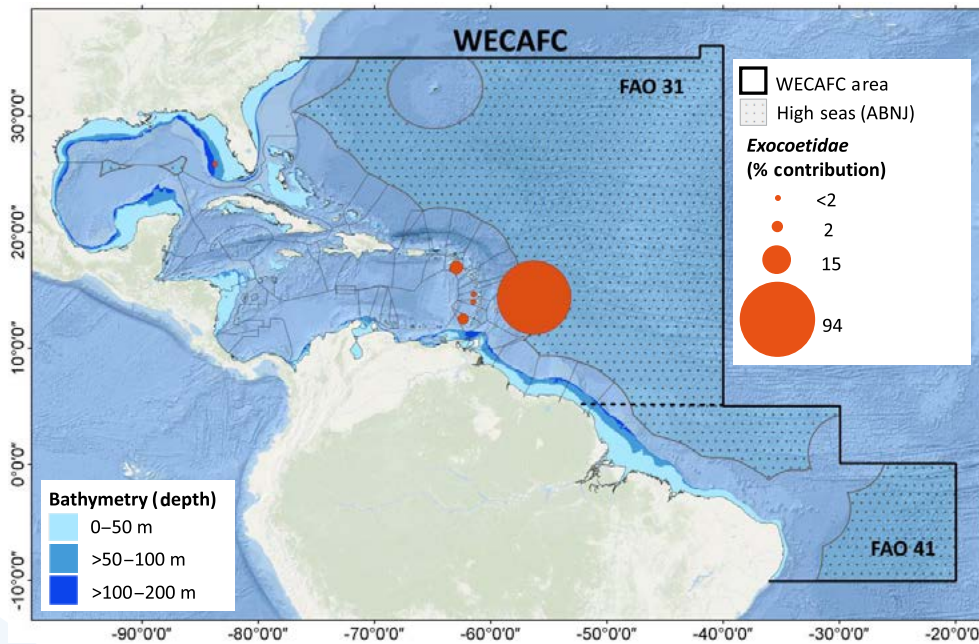 WECAFC
FAO 31
WECAFC area
High seas (ABNJ)
Exocoetidae
(% contribution)
<2
2
15
94
30°0'0"
20°0'0"
10°0'0"
0°0'0"
-10°0'0"
Bathymetry (depth)
0–50 m
>50–100 m
>100–200 m
FAO 41
-90°0'0"
-80°0'0"
-70°0'0"
-60°0'0"
-50°0'0"
-40°0'0"
-30°0'0"
-20°0'0"